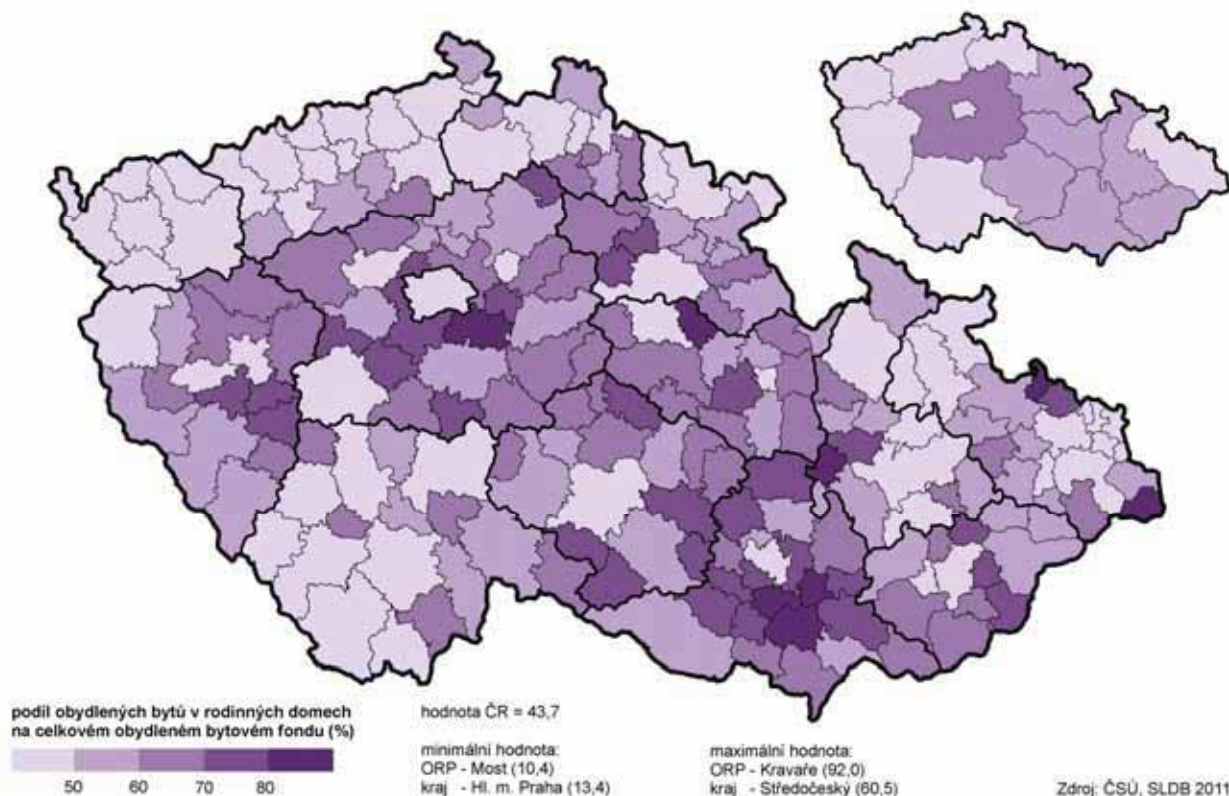 podíl obydlených bytů v rodinných domech
na celkovém obydleném bytovém fondu (%)
50 60 70 80
hodnota ČR = 43,7
minimální hodnota:
ORP - Most (10,4)
kraj - Hl. m. Praha (13,4)
maximální hodnota:
ORP - Kravaře (92,0)
kraj - Středočeský (60,5)
Zdroj: ČSÚ, SLDB 2011